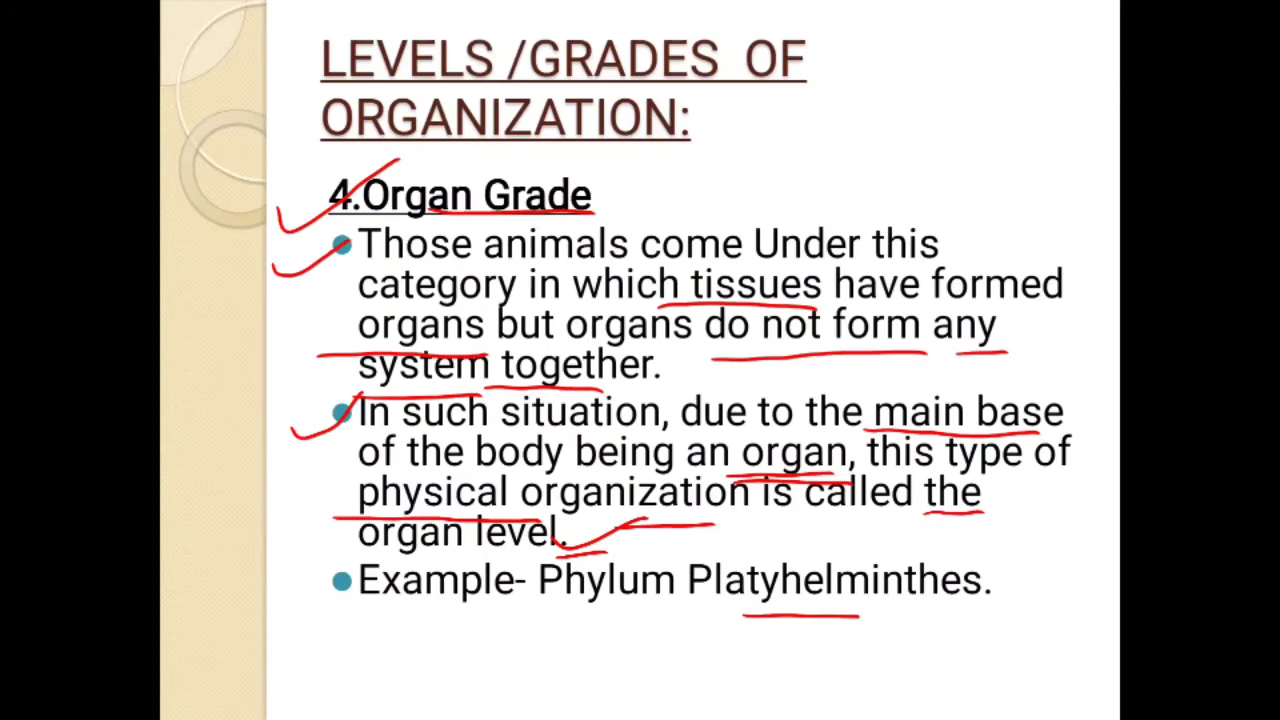 LEVELS /GRADES OF
ORGANIZATION:
4.Organ Grade
Those animals come Under this
category in which tissues have formed
organs but organs do not form any
system together.
In such situation, due to the main base
of the body being an organ, this type of
physical organization is called the
organ level.
Example- Phylum Platyhelminthes.